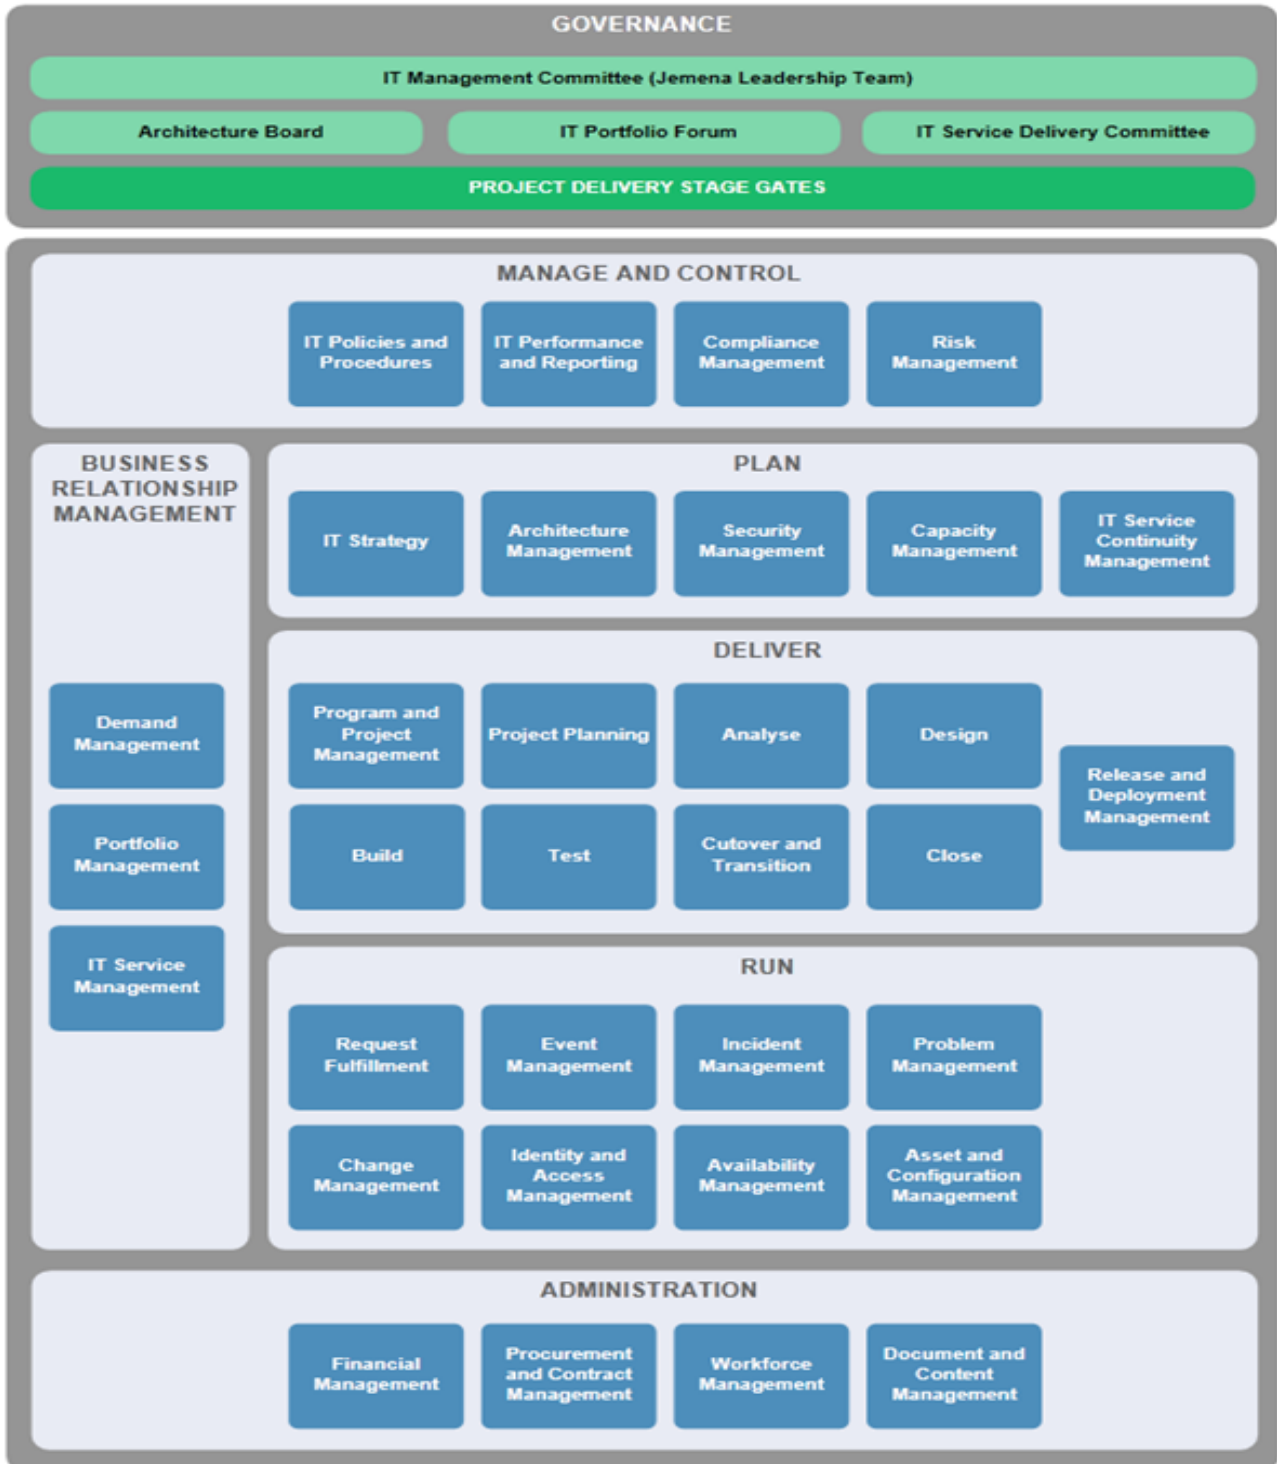 GOVERNANCE
IT Management Committee (Jemena Leadership Team)
Architecture Board
IT Portfolio Forum
IT Service Delivery Committee
PROJECT DELIVERY STAGE GATES
MANAGE AND CONTROL
IT Policies and
Procedures
IT Performance
and Reporting
Compliance
Management
Risk
Management
BUSINESS
RELATIONSHIP
MANAGEMENT
Demand
Management
Portfolio
Management
IT Service
Management
PLAN
IT Strategy
Architecture
Management
Security
Management
Capacity
Management
IT Service
Continuity
Management
DELIVER
Program and
Project
Management
Project Planning
Analyse
Design
Build
Test
Cutover and
Transition
Close
Release and
Deployment
Management
RUN
Request
Fulfillment
Event
Management
Incident
Management
Problem
Management
Change
Management
Identity and
Access
Management
Availability
Management
Asset and
Configuration
Management
ADMINISTRATION
Financial
Management
Procurement
and Contract
Management
Workforce
Management
Document and
Content
Management